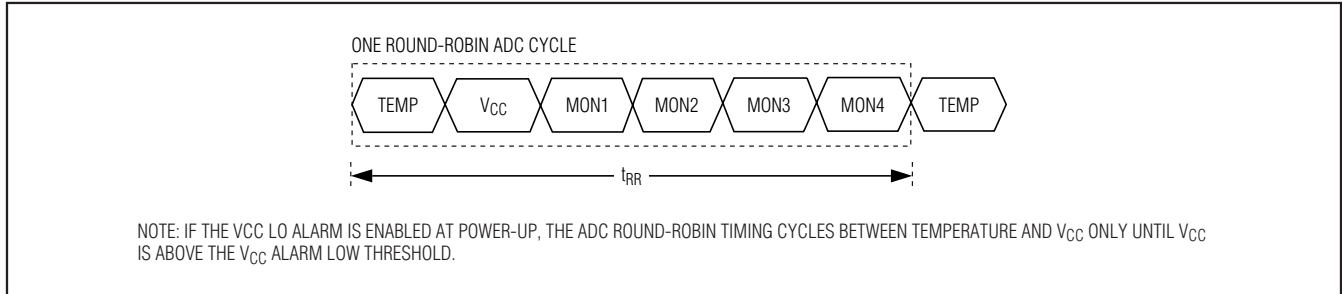 ONE ROUND-ROBIN ADC CYCLE
TEMP VCC MON1 MON2 MON3 MON4 TEMP
tRR
NOTE: IF THE VCC LO ALARM IS ENABLED AT POWER-UP, THE ADC ROUND-ROBIN TIMING CYCLES BETWEEN TEMPERATURE AND VCC ONLY UNTIL VCC
IS ABOVE THE VCC ALARM LOW THRESHOLD.